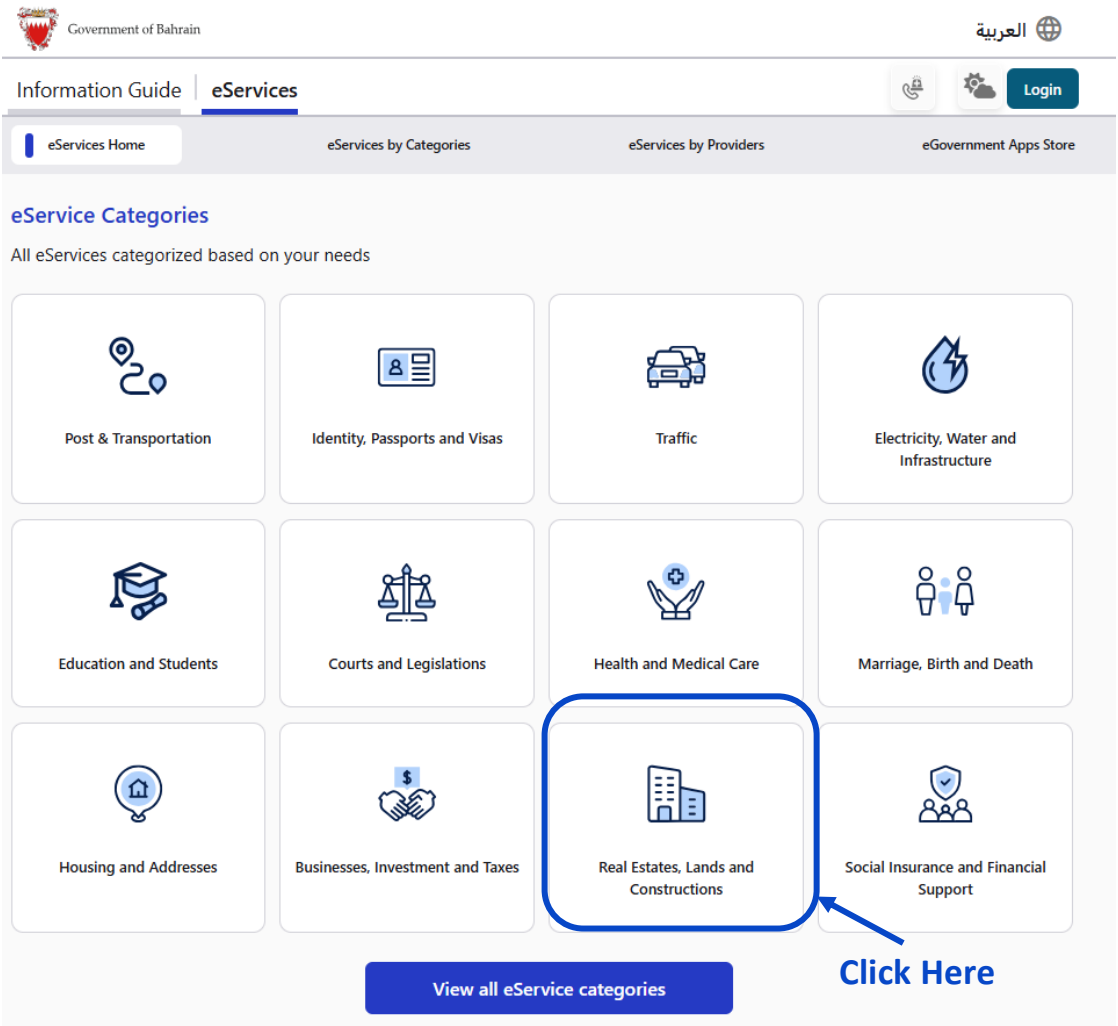 Government of Bahrain
العربية
Information Guide
eServices
Login
eServices Home
eServices by Categories
eServices by Providers
eGovernment Apps Store
eService Categories
All eServices categorized based on your needs
Post & Transportation
Identity, Passports and Visas
Traffic
Electricity, Water and
Infrastructure
Education and Students
Courts and Legislations
Health and Medical Care
Marriage, Birth and Death
Housing and Addresses
$
Businesses, Investment and Taxes
Real Estates, Lands and
Constructions
Social Insurance and Financial
Support
Click Here
View all eService categories